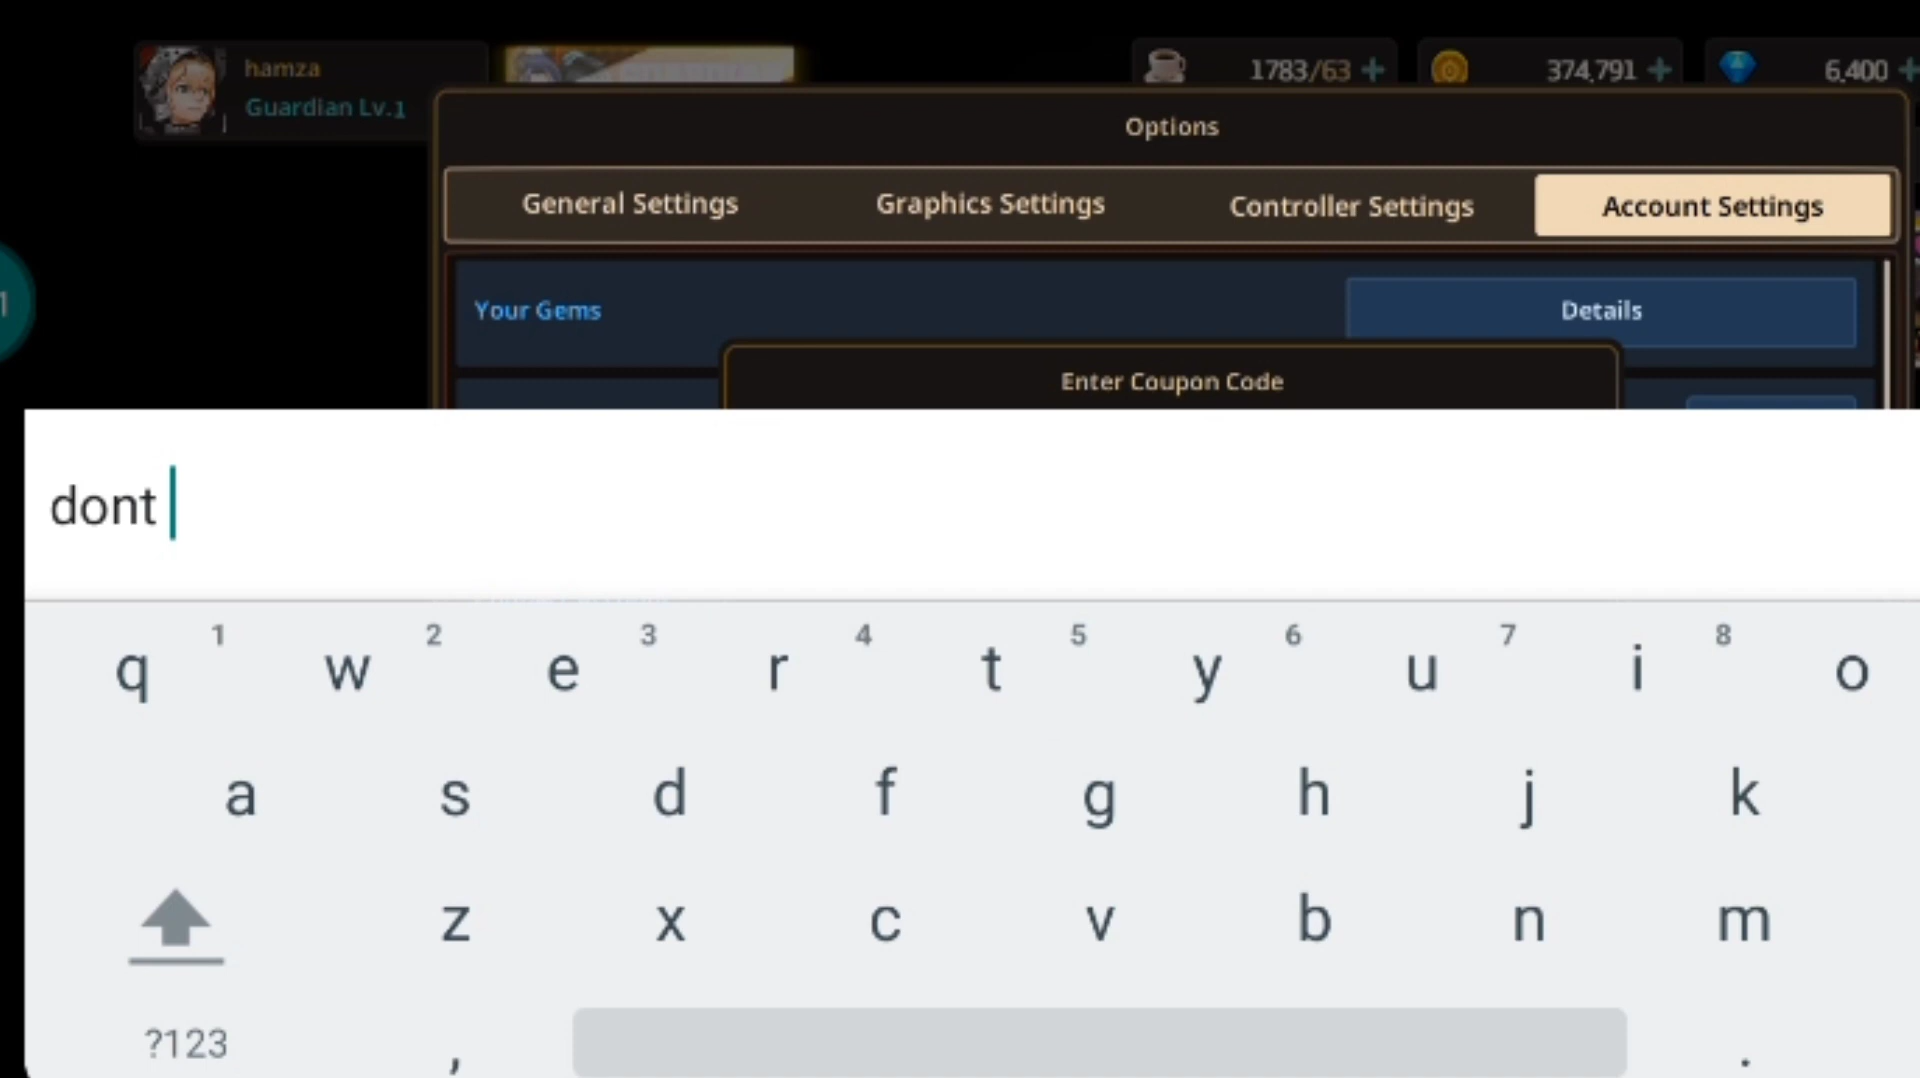 hamza
Guardian Lv.1
1783/63 +
374,791 +
6,400 +
Options
General Settings
Graphics Settings
Controller Settings
Account Settings
1
Your Gems
Details
Enter Coupon Code
dont
1 2 3 4 5 6 7 8
q w e r t y u i o
a s d f g h j k
z x c v b n m
?123 , .